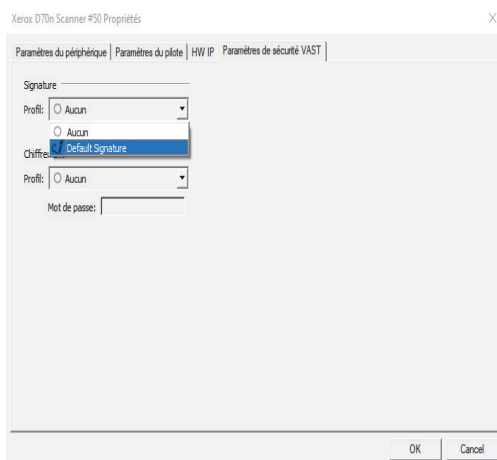 Xerox D70n Scanner #50 Propriétés
X
Paramètres du périphérique Paramètres du pilote HW IP Paramètres de sécurité VAST
Signature
Profil: Aucun
Aucun
Default Signature
Profil: Aucun
Mot de passe:
OK Cancel